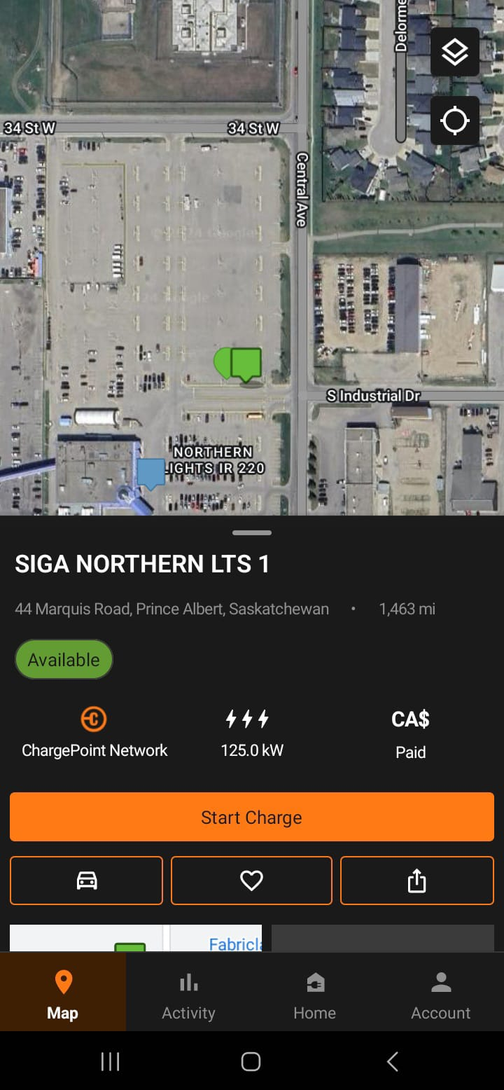 Delorme
34 St W
34 St W
Central Ave
S Industrial Dr
NORTHERN
LIGHTS IR 220
SIGA NORTHERN LTS 1
44 Marquis Road, Prince Albert, Saskatchewan • 1,463 mi
Available
ChargePoint Network
125.0 kW
CA$
Paid
Start Charge
Fabricla
Map
Activity
Home
Account